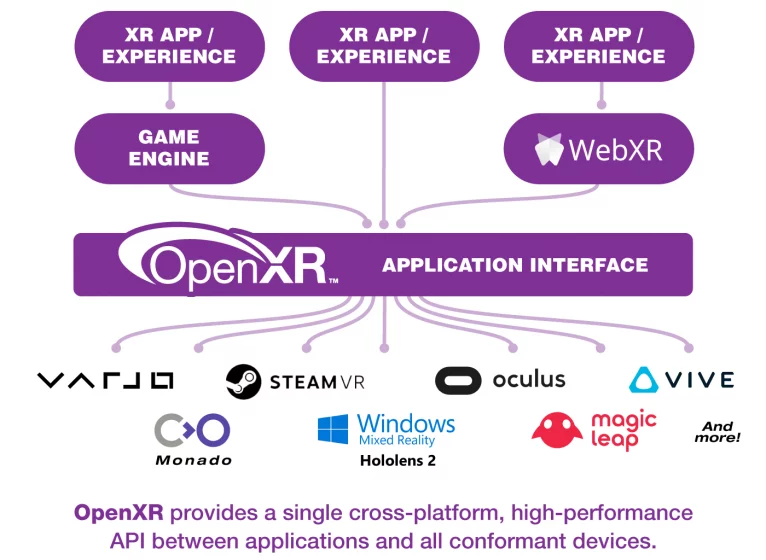 XR APP /
EXPERIENCE
XR APP /
EXPERIENCE
XR APP /
EXPERIENCE
GAME
ENGINE
WebXR
OpenXR™
APPLICATION INTERFACE
VARJO
STEAMVR
oculus
VIVE
Monado
Windows
Mixed Reality
Hololens 2
magic
leap
And
more!
OpenXR provides a single cross-platform, high-performance
API between applications and all conformant devices.